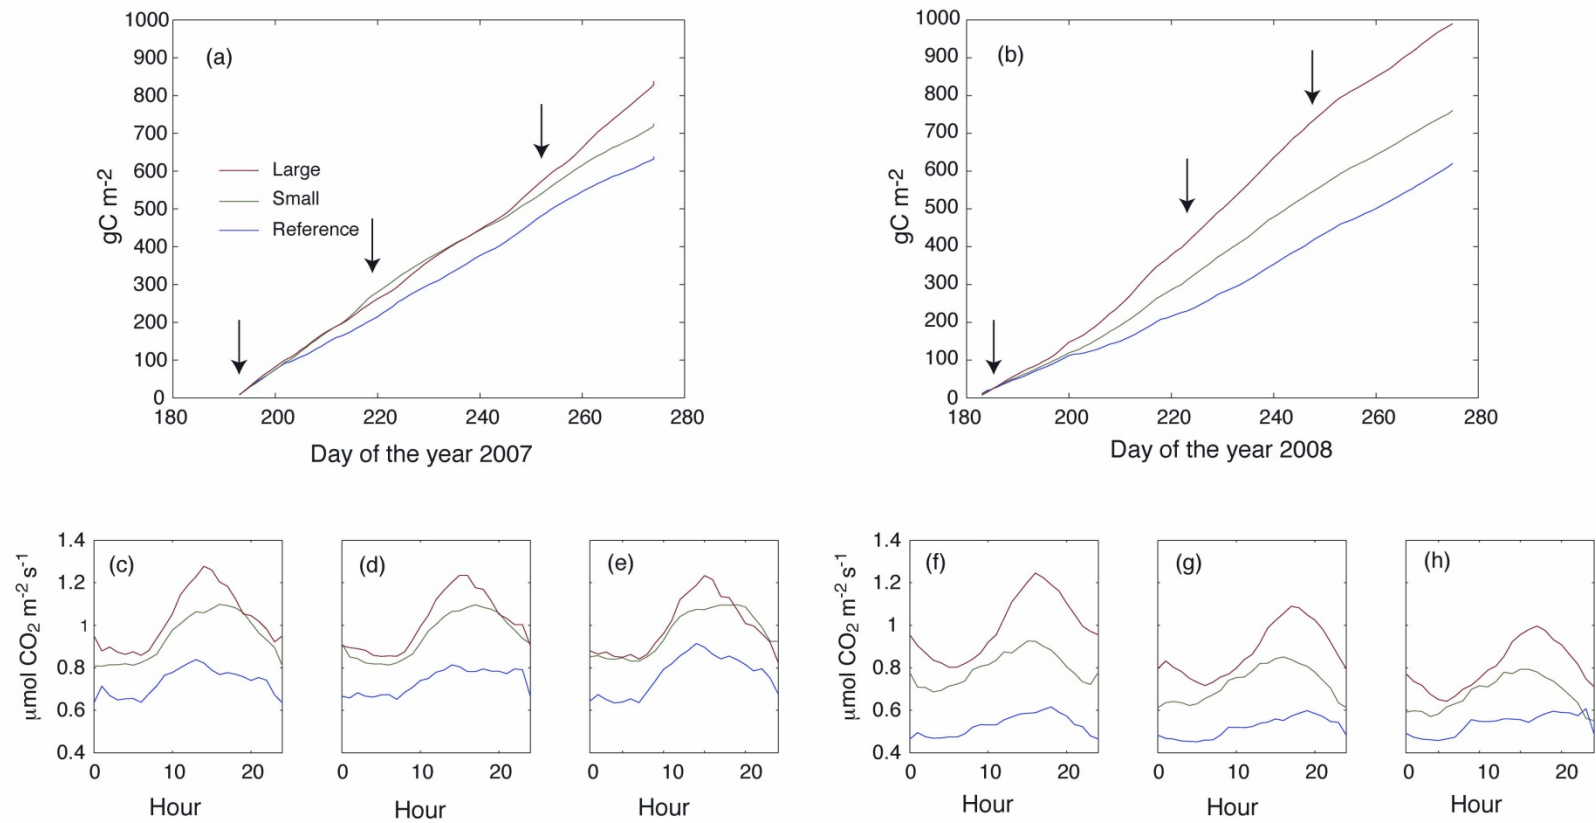 1000
900
800
700
600
500
400
300
200
100
0
gC m-2
(a)
Large
Small
Reference
180
200
220
240
260
280
Day of the year 2007
1000
900
800
700
600
500
400
300
200
100
0
gC m-2
(b)
180
200
220
240
260
280
Day of the year 2008
1.4
1.2
1
0.8
0.6
0.4
μmol CO₂ m⁻² s⁻¹
(c)
0 10 20
Hour
(d)
0 10 20
Hour
(e)
0 10 20
Hour
1.4
1.2
1
0.8
0.6
0.4
μmol CO₂ m⁻² s⁻¹
(f)
0 10 20
Hour
(g)
0 10 20
Hour
(h)
0 10 20
Hour